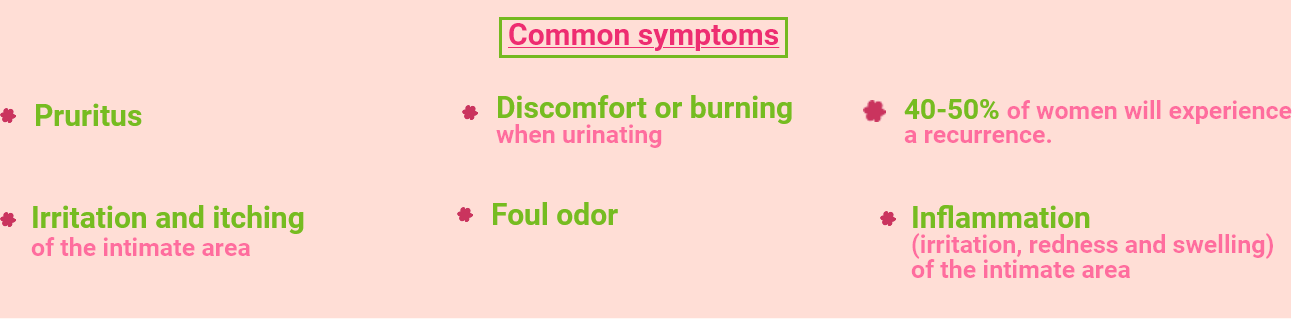 Common symptoms
Pruritus
Discomfort or burning
when urinating
40-50% of women will experience
a recurrence.
Irritation and itching
of the intimate area
Foul odor
Inflammation
(irritation, redness and swelling)
of the intimate area